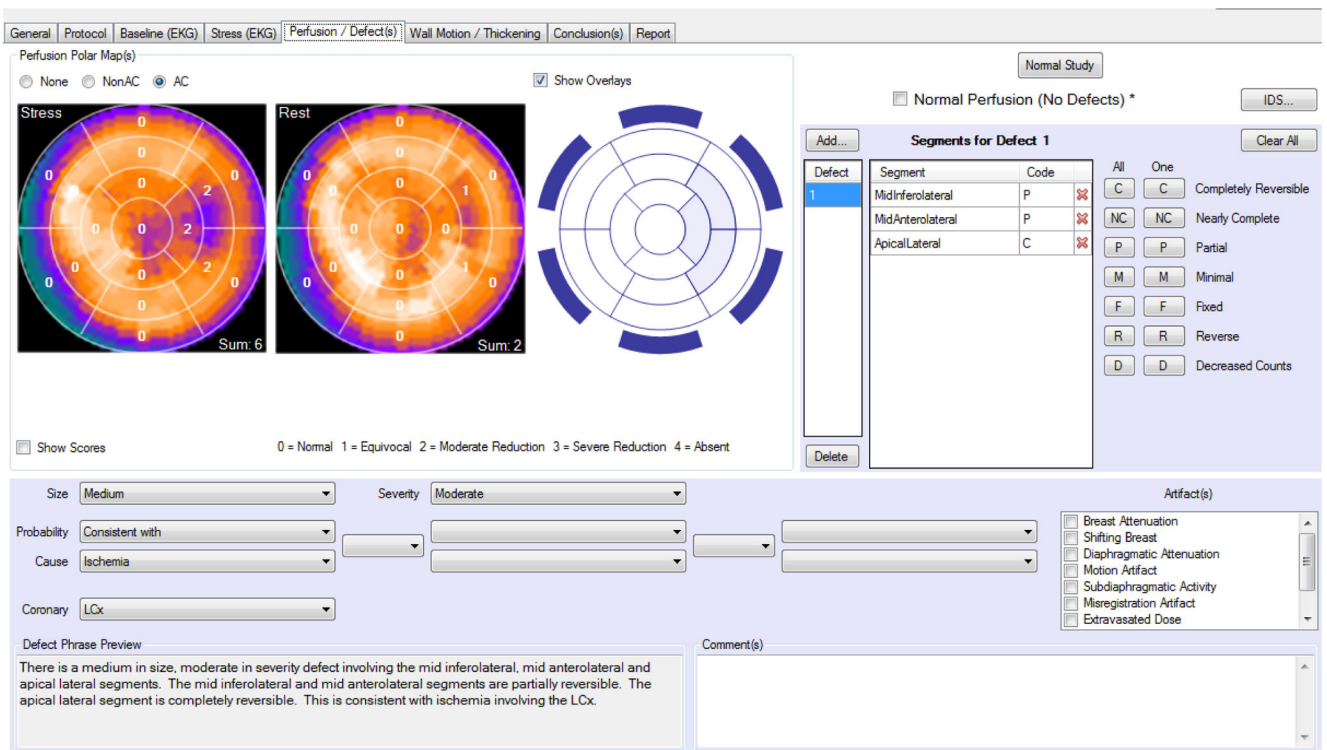 General Protocol Baseline (EKG) Stress (EKG) Perfusion / Defect(s) Wall Motion / Thickening Conclusion(s) Report
Perfusion Polar Map(s)
None NonAC AC Show Overlays
Stress
0
0
0 0 2 0
0 0 2
0 0 0 2 0
0
0
Sum: 6
Rest
0
0
0 0 0 1 0
0 0 0
0 0 0 1 0
0
0
Sum: 2
Show Scores
0 = Normal 1 = Equivocal 2 = Moderate Reduction 3 = Severe Reduction 4 = Absent
Normal Study
Normal Perfusion (No Defects) *
IDS...
Add... Segments for Defect 1 Clear All
Defect Segment Code All One
1 MidInferolateral P C C Completely Reversible
MidAnterolateral P NC NC Nearly Complete
ApicalLateral C P P Partial
M M Minimal
F F Fixed
R R Reverse
D D Decreased Counts
Delete
Size Medium Severity Moderate
Probability Consistent with
Cause Ischemia
Coronary LCx
Artifact(s)
Breast Attenuation
Shifting Breast
Diaphragmatic Attenuation
Motion Artifact
Subdiaphragmatic Activity
Misregistration Artifact
Extravasated Dose
Defect Phrase Preview
There is a medium in size, moderate in severity defect involving the mid inferolateral, mid anterolateral and
apical lateral segments. The mid inferolateral and mid anterolateral segments are partially reversible. The
apical lateral segment is completely reversible. This is consistent with ischemia involving the LCx.
Comment(s)